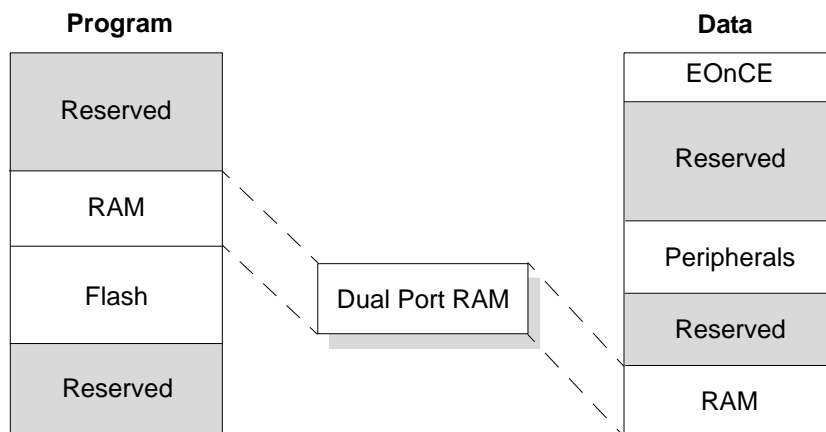 Program
Reserved
RAM
Flash
Reserved
Dual Port RAM
Data
EOnCE
Reserved
Peripherals
Reserved
RAM